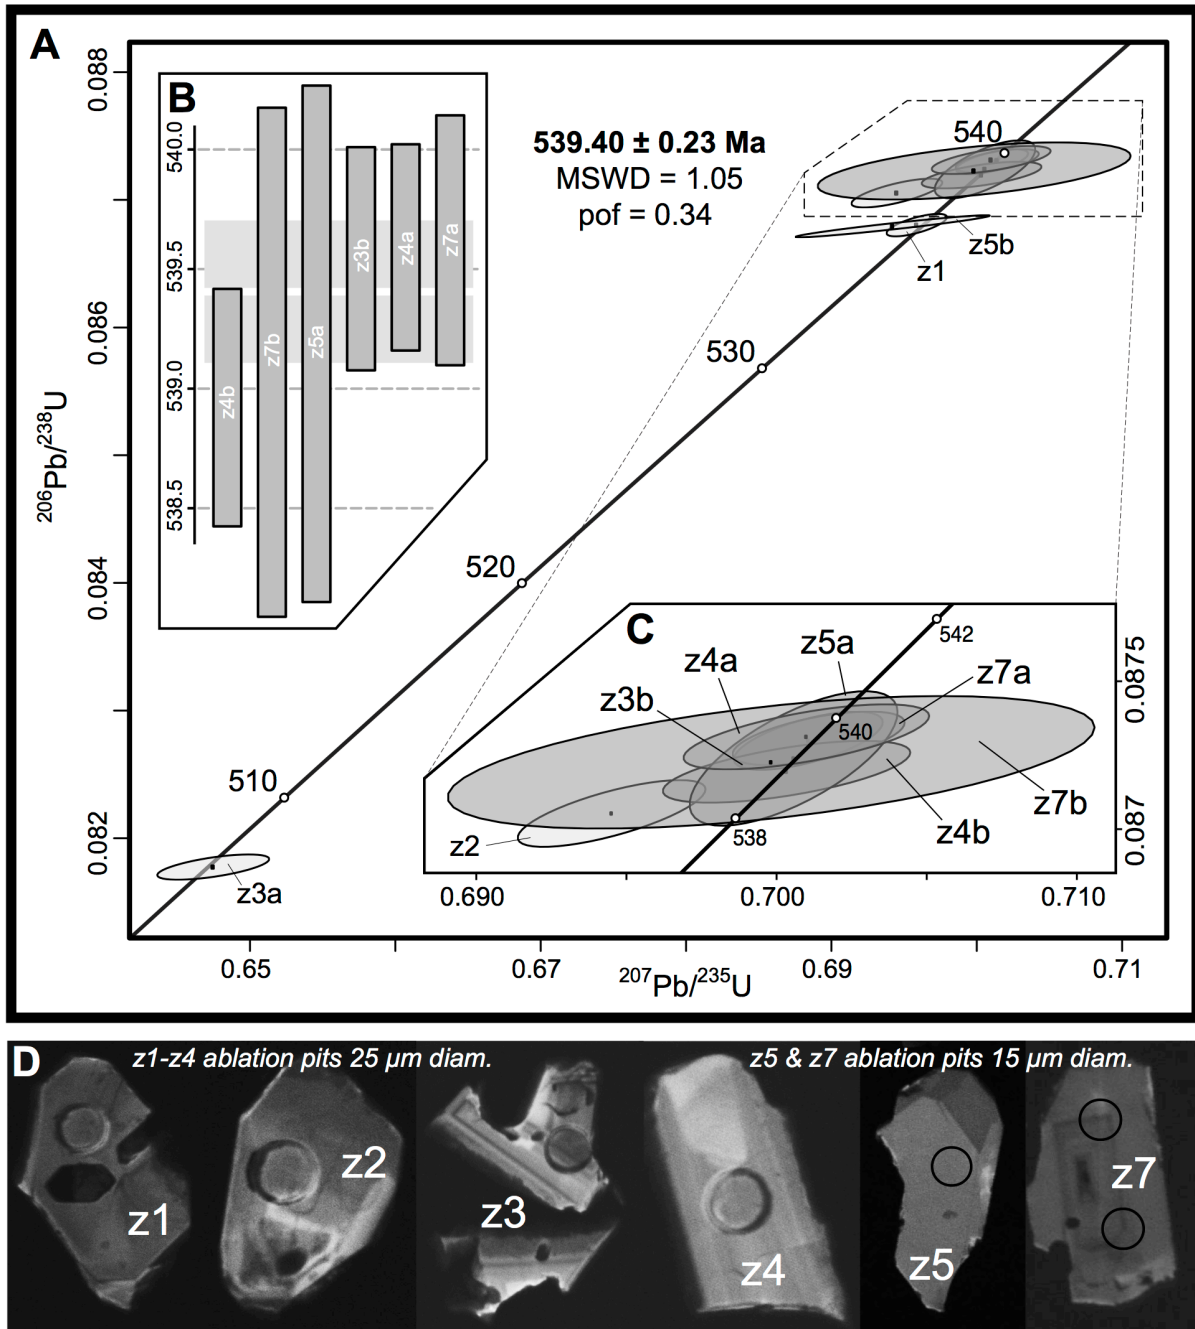 A
B
540.0
539.5
539.0
538.5
z4b
z7b
z5a
z3b
z4a
z7a
539.40 ± 0.23 Ma
MSWD = 1.05
pof = 0.34
540
z5b
z1
530
520
510
z3a
0.088
0.086
0.084
0.082
206Pb/238U
C
542
z5a
z4a
z7a
z3b
540
z7b
z4b
z2
538
0.0875
0.087
0.690
0.700
0.710
0.65
0.67
0.69
0.71
207Pb/235U
D
z1-z4 ablation pits 25 µm diam.
z5 & z7 ablation pits 15 µm diam.
z1
z2
z3
z4
z5
z7